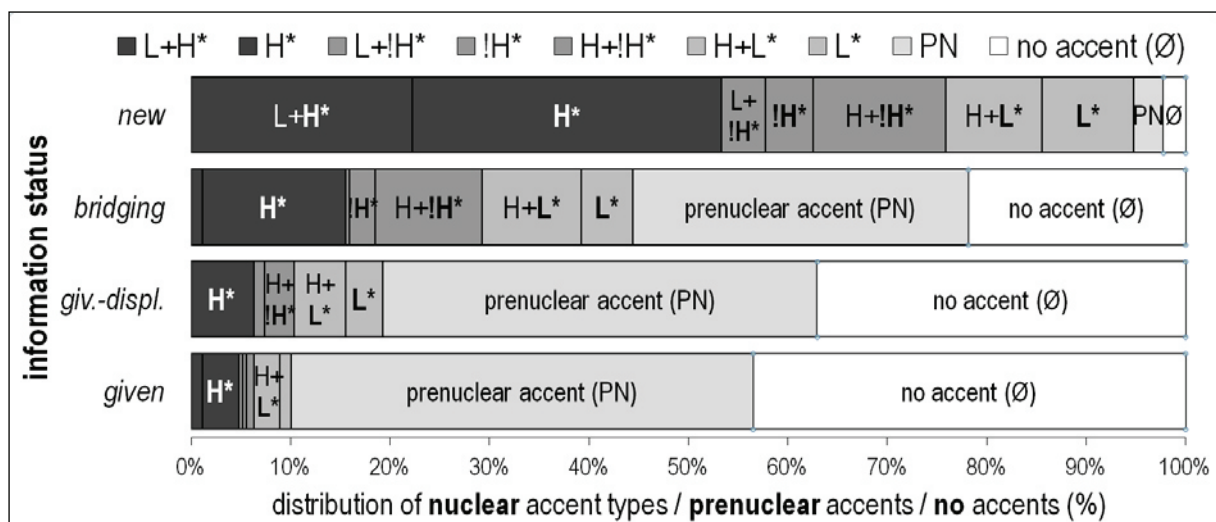 L+H* H* L+!H* !H* H+!H* H+L* L* PN no accent (Ø)
information status
new
L+H* H* L+ !H* !H* H+!H* H+L* L* PN Ø
bridging
H* !H* H+!H* H+L* L* prenuclear accent (PN) no accent (Ø)
giv.-displ.
H* H+ !H* H+ L* L* prenuclear accent (PN) no accent (Ø)
given
H* H+ L* prenuclear accent (PN) no accent (Ø)
0% 10% 20% 30% 40% 50% 60% 70% 80% 90% 100%
distribution of nuclear accent types / prenuclear accents / no accents (%)